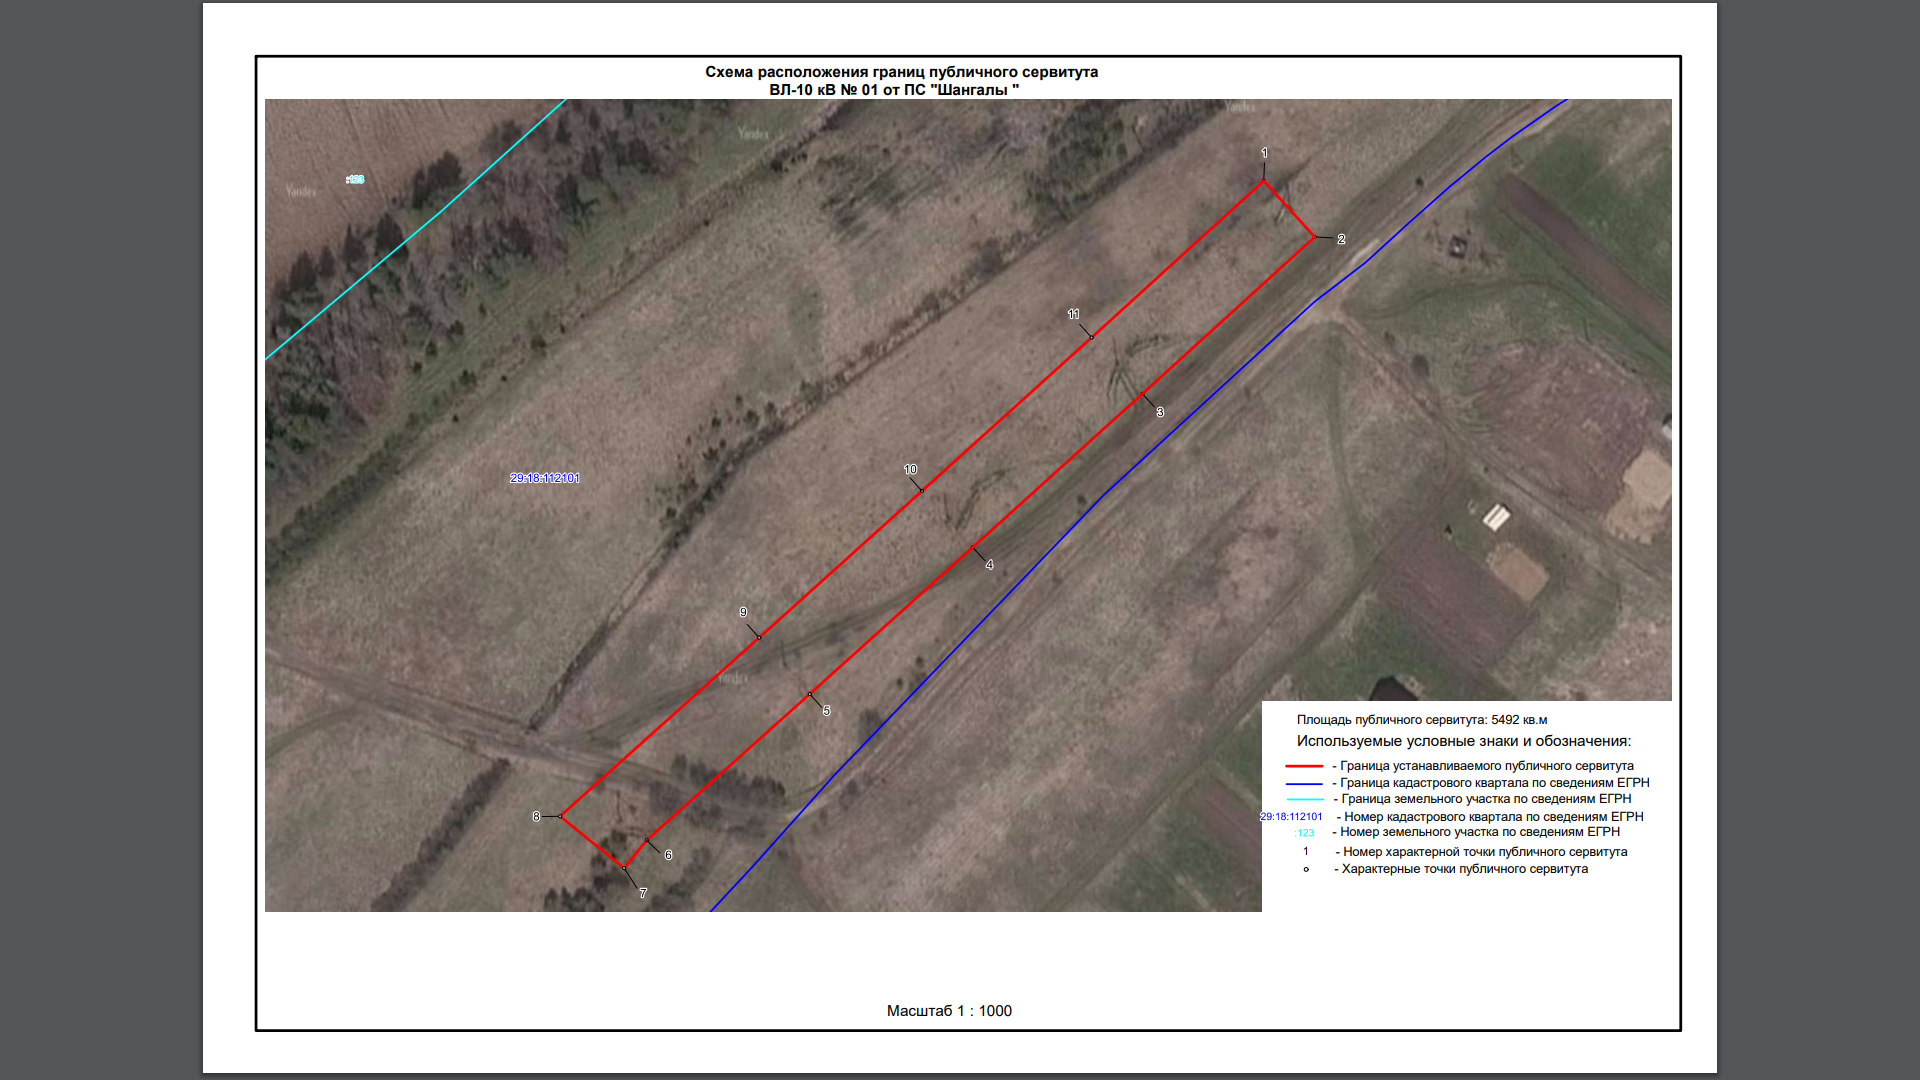 Схема расположения границ публичного сервитута
ВЛ-10 кВ № 01 от ПС "Шангалы "
Yandex
Yandex
Yandex
:123
1
2
11
3
10
29:18:112101
4
9
Yandex
5
8
6
7
Площадь публичного сервитута: 5492 кв.м
Используемые условные знаки и обозначения:
- Граница устанавливаемого публичного сервитута
- Граница кадастрового квартала по сведениям ЕГРН
- Граница земельного участка по сведениям ЕГРН
29:18:112101 - Номер кадастрового квартала по сведениям ЕГРН
:123 - Номер земельного участка по сведениям ЕГРН
1 - Номер характерной точки публичного сервитута
- Характерные точки публичного сервитута
Масштаб 1 : 1000